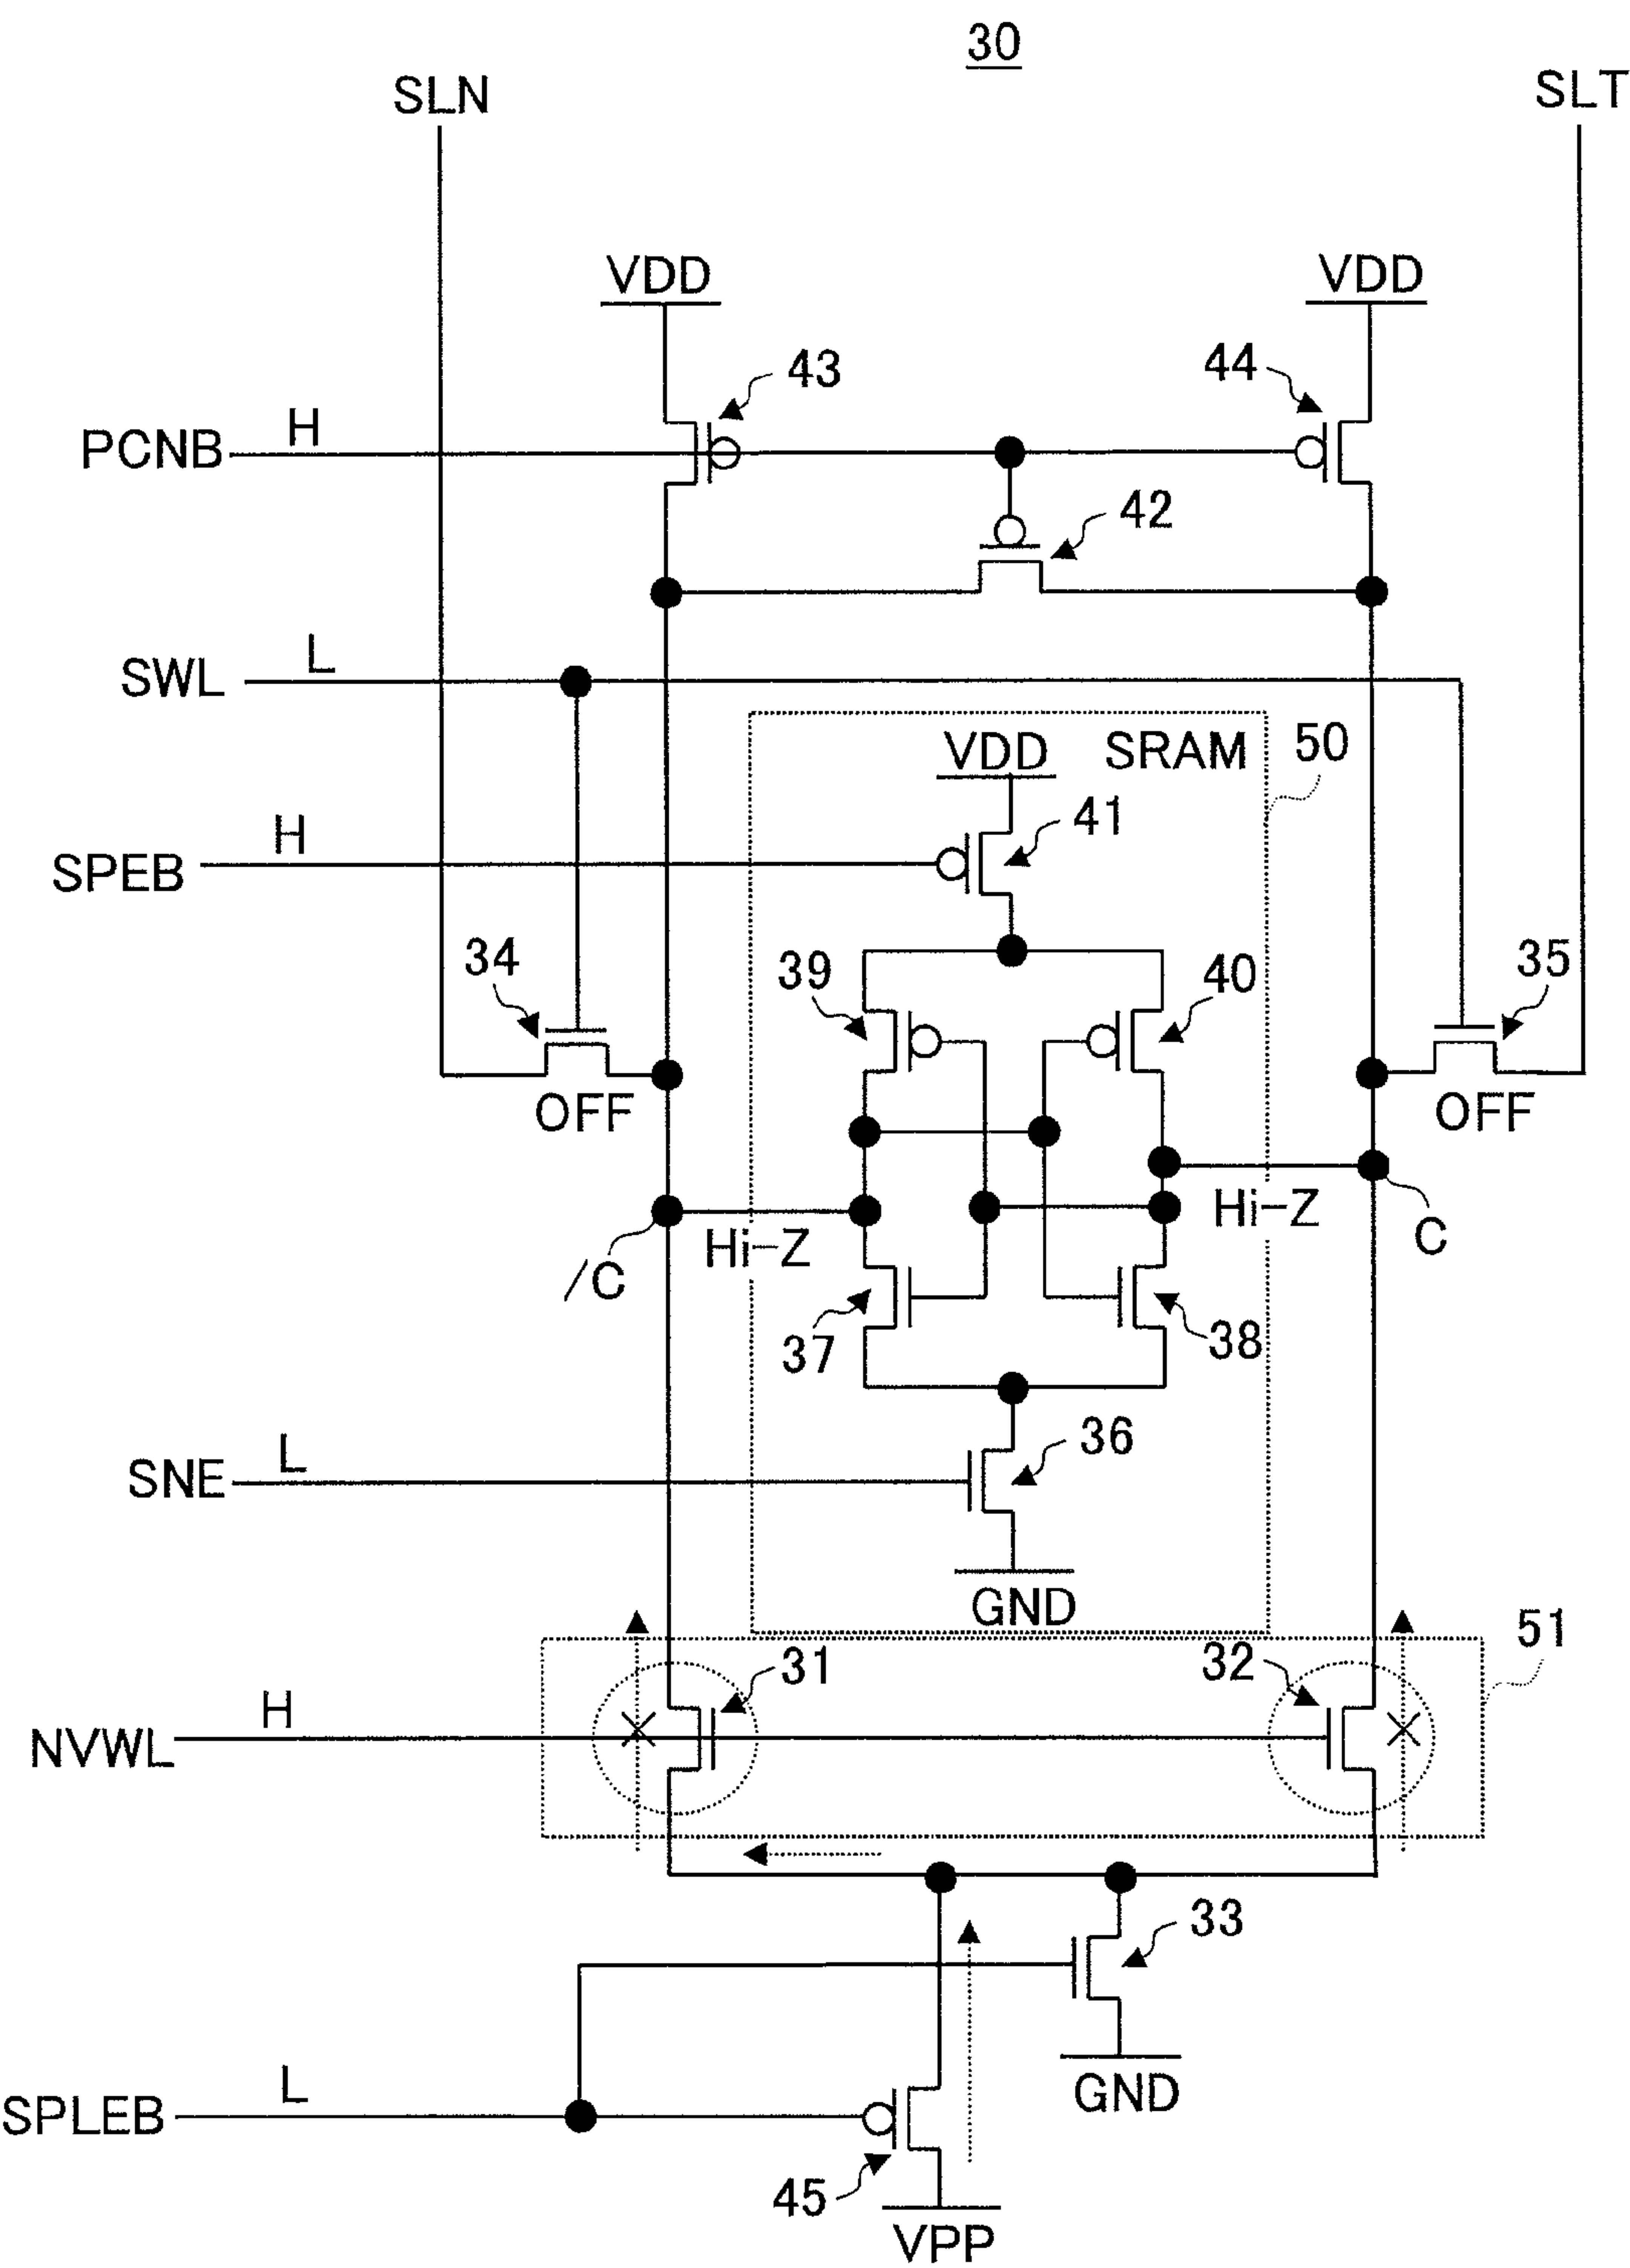 30
SLN
SLT
VDD
VDD
43
44
PCNB
H
42
SWL
L
VDD
SRAM
50
41
SPEB
H
34
39
40
35
OFF
OFF
Hi-Z
Hi-Z
/C
C
37
38
36
SNE
L
GND
51
31
32
NVWL
H
33
GND
SPLEB
L
45
VPP